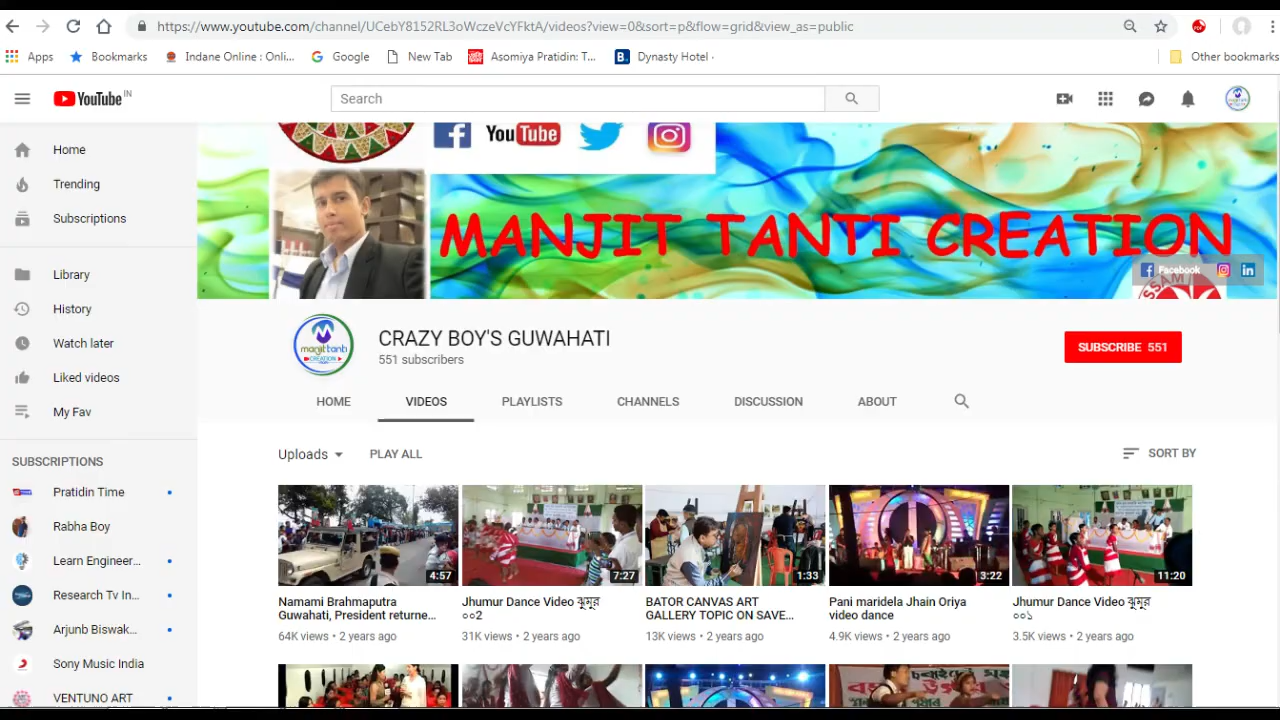 https://www.youtube.com/channel/UCebY8152RL3oWczeVcYFktA/videos?view=0&sort=p&flow=grid&view_as=public
Apps Bookmarks Indane Online : Onli... Google New Tab Asomiya Pratidin: T... Dynasty Hotel · Other bookmarks
YouTube IN Search
Home
Trending
Subscriptions
Library
History
Watch later
Liked videos
My Fav
SUBSCRIPTIONS
Pratidin Time
Rabha Boy
Learn Engineer...
Research Tv In...
Arjunb Biswak...
Sony Music India
VENTUNO ART
You Tube
MANJIT TANTI CREATION
Facebook
manjit tanti
CREATION
CRAZY BOY'S GUWAHATI
551 subscribers
SUBSCRIBE 551
HOME VIDEOS PLAYLISTS CHANNELS DISCUSSION ABOUT
Uploads PLAY ALL SORT BY
4:57 7:27 1:33 3:22 11:20
Namami Brahmaputra
Guwahati, President returne...
64K views • 2 years ago
Jhumur Dance Video ঝুমুর
০০2
31K views • 2 years ago
BATOR CANVAS ART
GALLERY TOPIC ON SAVE...
13K views • 2 years ago
Pani maridela Jhain Oriya
video dance
4.9K views • 2 years ago
Jhumur Dance Video ঝুমুর
০০১
3.5K views • 2 years ago